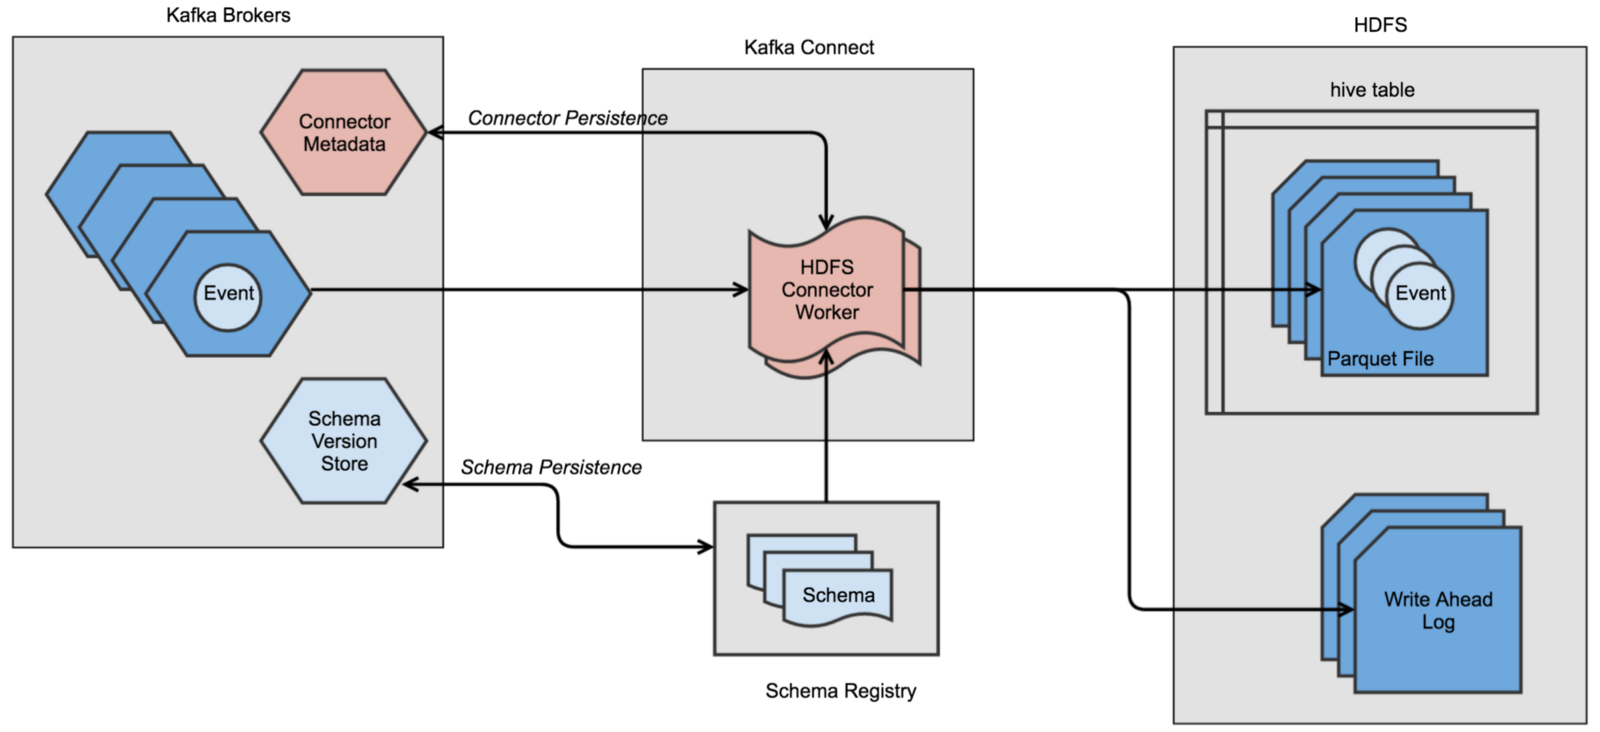 Kafka Brokers
Connector
Metadata
Event
Schema
Version
Store
Connector Persistence
Schema Persistence
Kafka Connect
HDFS
Connector
Worker
Schema
Schema Registry
HDFS
hive table
Event
Parquet File
Write Ahead
Log